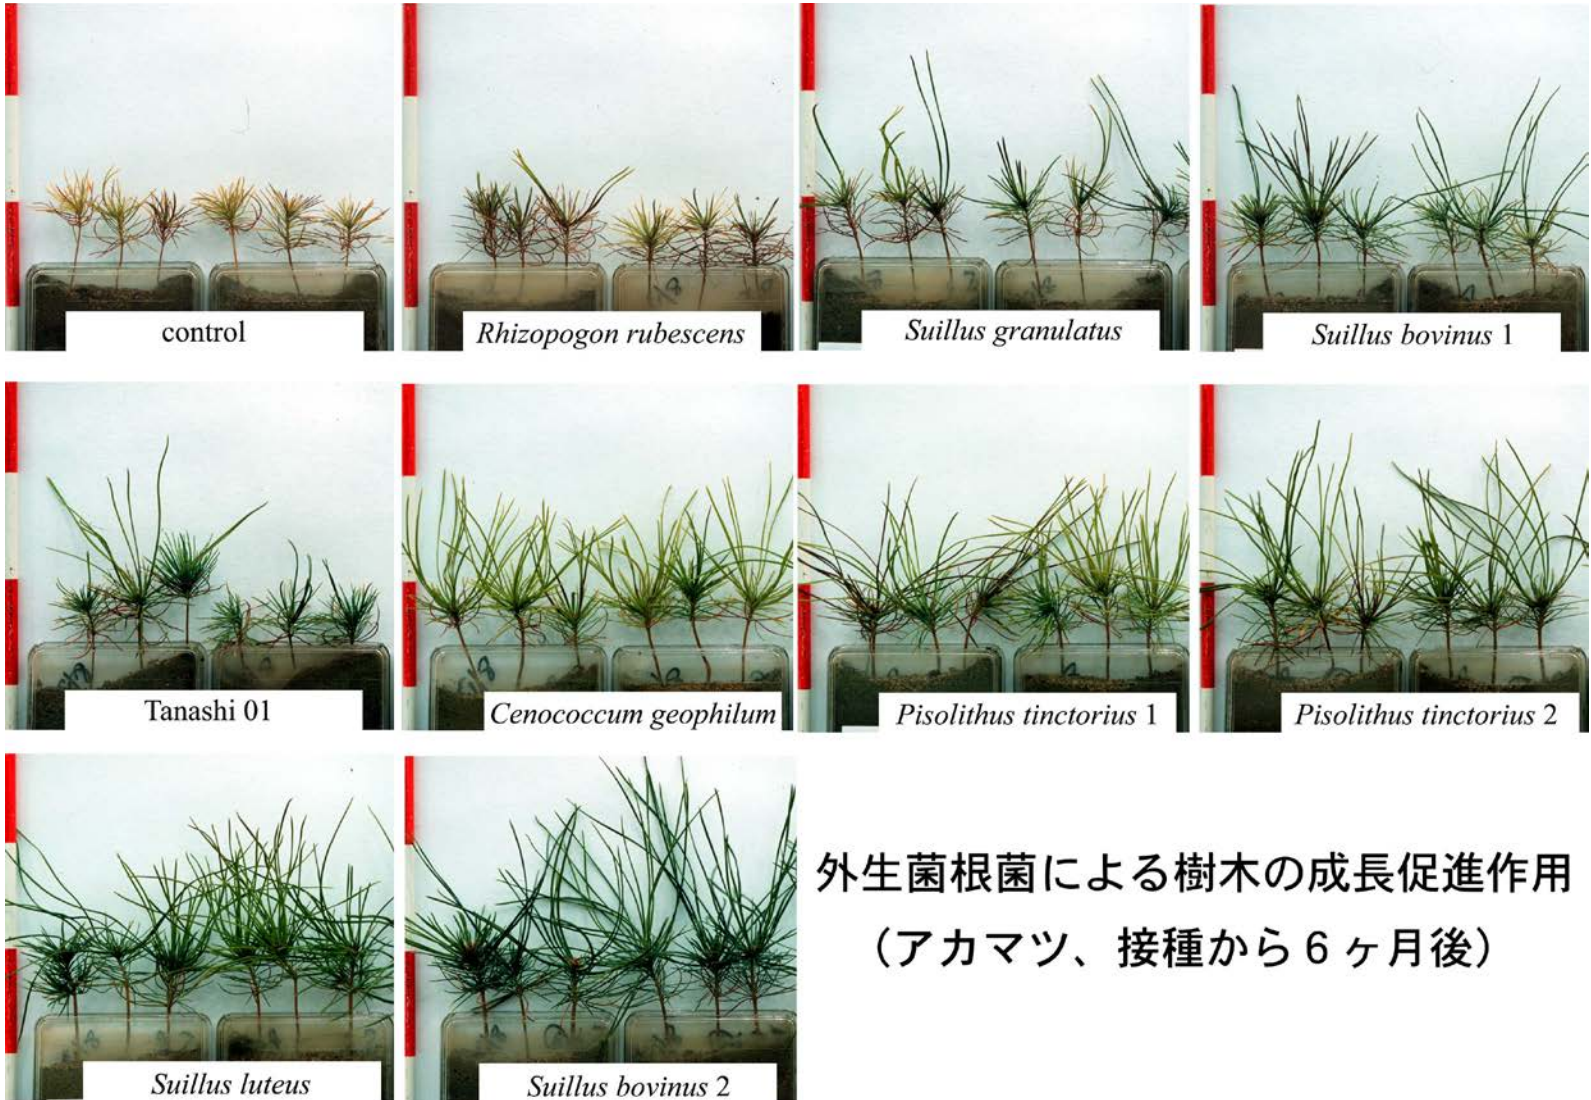 control
Rhizopogon rubescens
Suillus granulatus
Suillus bovinus 1
Tanashi 01
Cenococcum geophilum
Pisolithus tinctorius 1
Pisolithus tinctorius 2
Suillus luteus
Suillus bovinus 2
外生菌根菌による樹木の成長促進作用
（アカマツ、接種から６ヶ月後）